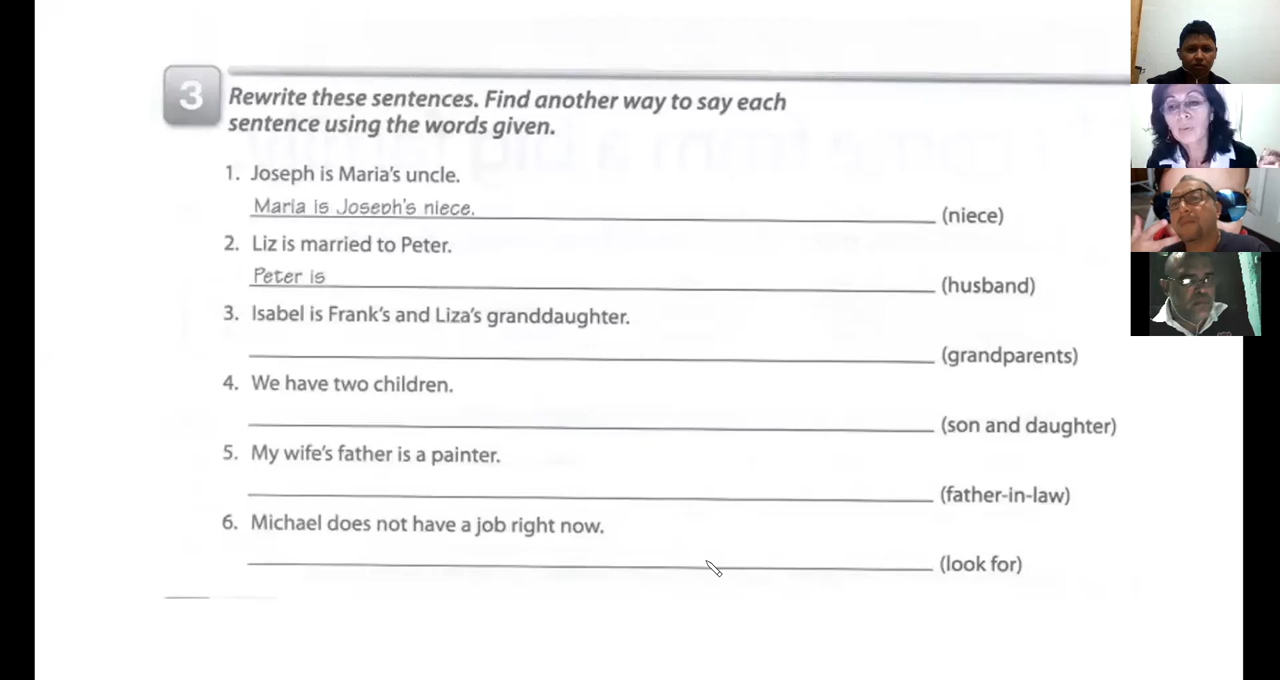 3
Rewrite these sentences. Find another way to say each
sentence using the words given.
1. Joseph is Maria's uncle.
Maria is Joseph's niece. (niece)
2. Liz is married to Peter.
Peter is (husband)
3. Isabel is Frank's and Liza's granddaughter.
(grandparents)
4. We have two children.
(son and daughter)
5. My wife's father is a painter.
(father-in-law)
6. Michael does not have a job right now.
(look for)